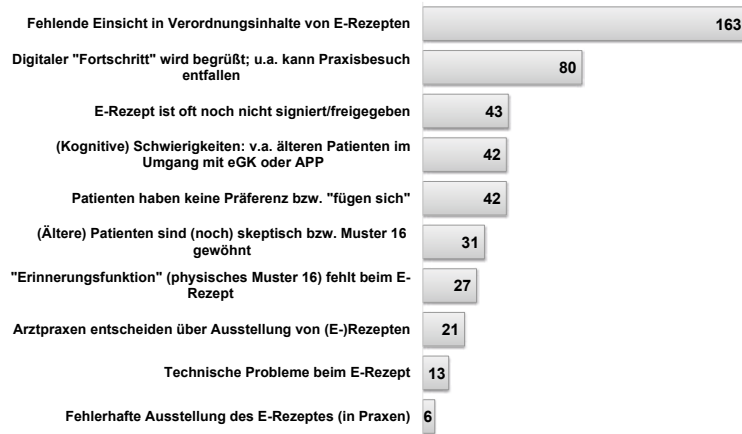 Fehlende Einsicht in Verordnungsinhalte von E-Rezepten
163
Digitaler "Fortschritt" wird begrüßt; u.a. kann Praxisbesuch
entfallen
80
E-Rezept ist oft noch nicht signiert/freigegeben
43
(Kognitive) Schwierigkeiten: v.a. älteren Patienten im
Umgang mit eGK oder APP
42
Patienten haben keine Präferenz bzw. "fügen sich"
42
(Ältere) Patienten sind (noch) skeptisch bzw. Muster 16
gewöhnt
31
"Erinnerungsfunktion" (physisches Muster 16) fehlt beim E-
Rezept
27
Arztpraxen entscheiden über Ausstellung von (E-)Rezepten
21
Technische Probleme beim E-Rezept
13
Fehlerhafte Ausstellung des E-Rezeptes (in Praxen)
6